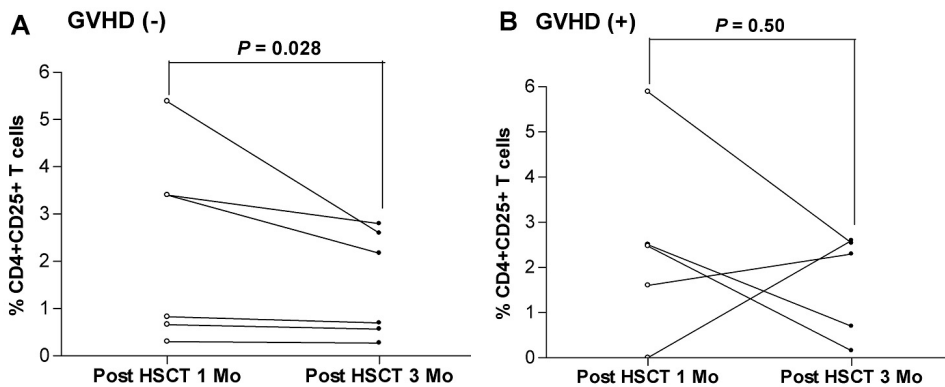 A GVHD (-)
P = 0.028
6
5
4
3
2
1
0
% CD4+CD25+ T cells
Post HSCT 1 Mo Post HSCT 3 Mo
B GVHD (+)
P = 0.50
6
5
4
3
2
1
0
% CD4+CD25+ T cells
Post HSCT 1 Mo Post HSCT 3 Mo